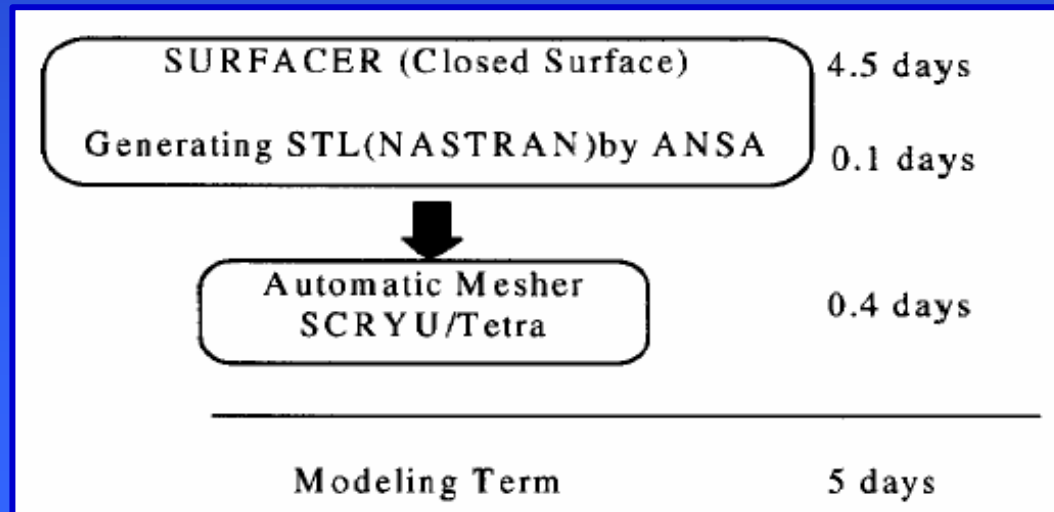 SURFACER (Closed Surface) 4.5 days
Generating STL(NASTRAN)by ANSA 0.1 days
Automatic Mesher
SCRYU/Tetra 0.4 days
Modeling Term 5 days